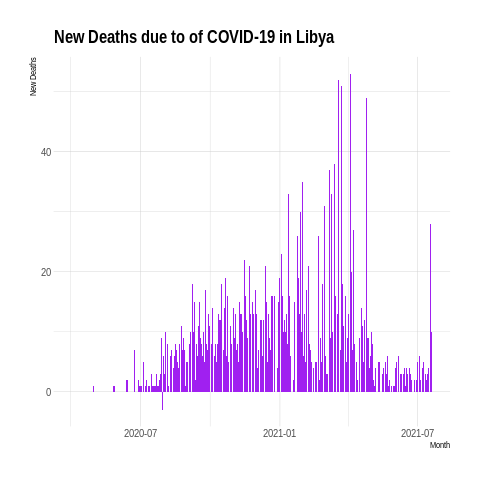 New Deaths due to of COVID-19 in Libya
New Deaths
40
20
0
2020-07
2021-01
2021-07
Month